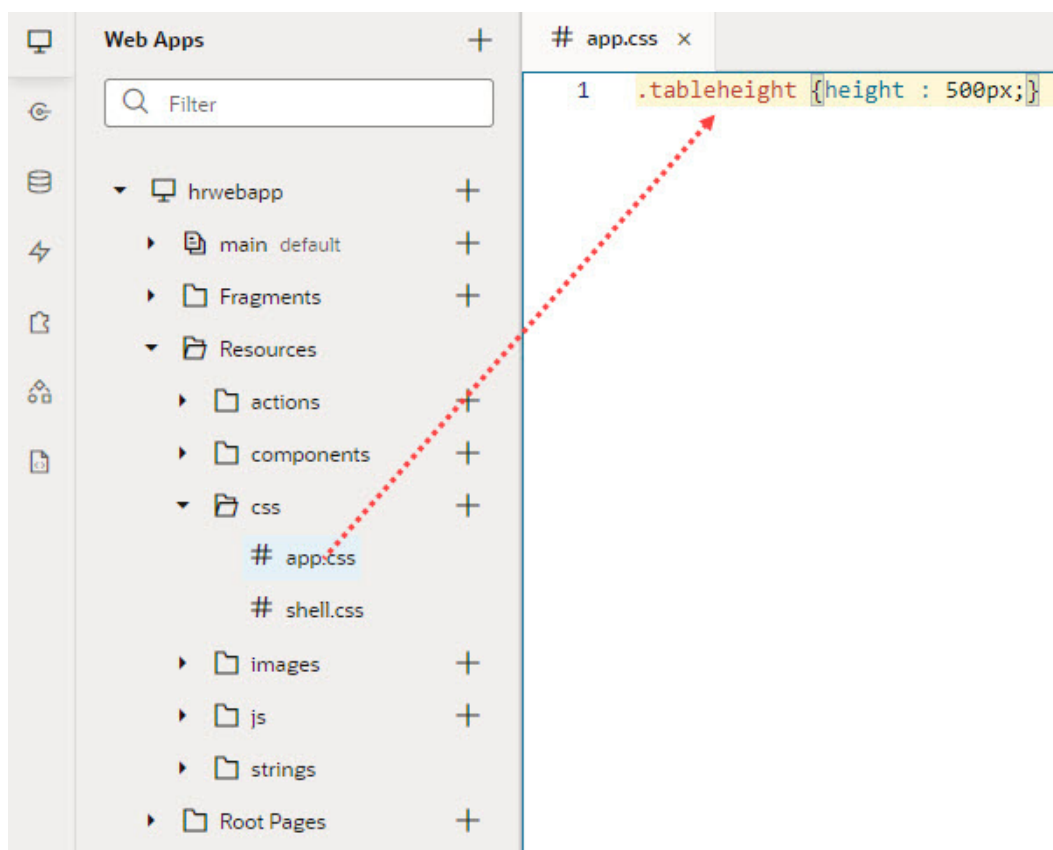 Web Apps
Filter
hrwebapp
main default
Fragments
Resources
actions
components
css
app.css
shell.css
images
js
strings
Root Pages
# app.css ×
1 .tableheight {height : 500px;}